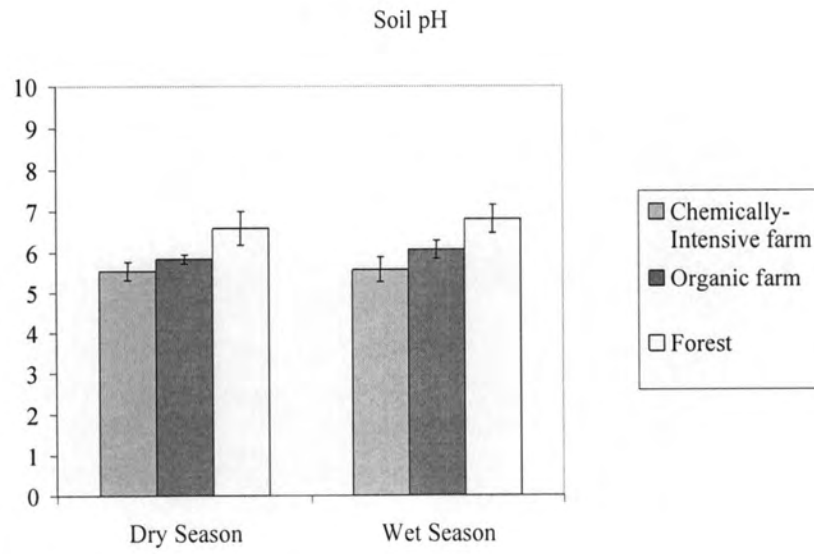 Soil pH
10
9
8
7
6
5
4
3
2
1
0
Dry Season
Wet Season
Chemically-
Intensive farm
Organic farm
Forest